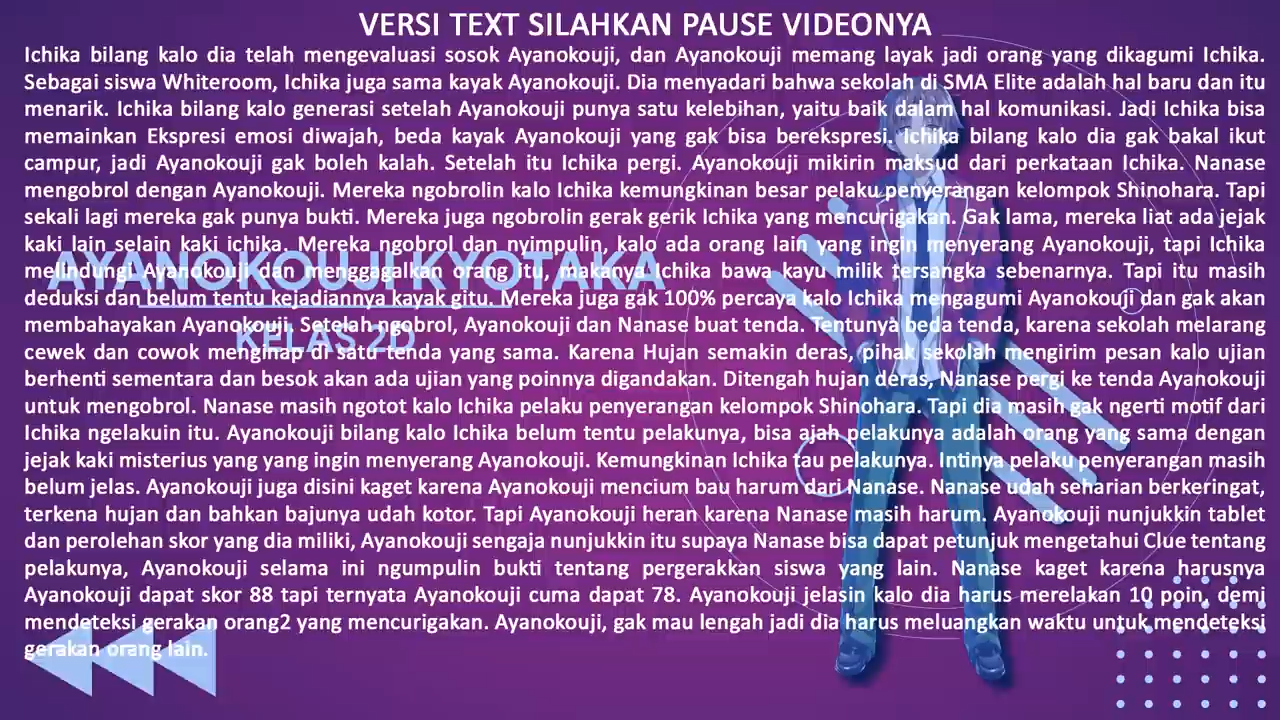 VERSI TEXT SILAHKAN PAUSE VIDEONYA
Ichika bilang kalo dia telah mengevaluasi sosok Ayanokouji, dan Ayanokouji memang layak jadi orang yang dikagumi Ichika.
Sebagai siswa Whiteroom, Ichika juga sama kayak Ayanokouji. Dia menyadari bahwa sekolah di SMA Elite adalah hal baru dan itu
menarik. Ichika bilang kalo generasi setelah Ayanokouji punya satu kelebihan, yaitu baik dalam hal komunikasi. Jadi Ichika bisa
memainkan Ekspresi emosi diwajah, beda kayak Ayanokouji yang gak bisa berekspresi. Ichika bilang kalo dia gak bakal ikut
campur, jadi Ayanokouji gak boleh kalah. Setelah itu Ichika pergi. Ayanokouji mikirin maksud dari perkataan Ichika. Nanase
mengobrol dengan Ayanokouji. Mereka ngobrolin kalo Ichika kemungkinan besar pelaku penyerangan kelompok Shinohara. Tapi
sekali lagi mereka gak punya bukti. Mereka juga ngobrolin gerak gerik Ichika yang mencurigakan. Gak lama, mereka liat ada jejak
kaki lain selain kaki ichika. Mereka ngobrol dan nyimpulin, kalo ada orang lain yang ingin menyerang Ayanokouji, tapi Ichika
melindungi Ayanokouji dan menggagalkan orang itu, makanya Ichika bawa kayu milik tersangka sebenarnya. Tapi itu masih
deduksi dan belum tentu kejadiannya kayak gitu. Mereka juga gak 100% percaya kalo Ichika mengagumi Ayanokouji dan gak akan
membahayakan Ayanokouji. Setelah ngobrol, Ayanokouji dan Nanase buat tenda. Tentunya beda tenda, karena sekolah melarang
cewek dan cowok menginap di satu tenda yang sama. Karena Hujan semakin deras, pihak sekolah mengirim pesan kalo ujian
berhenti sementara dan besok akan ada ujian yang poinnya digandakan. Ditengah hujan deras, Nanase pergi ke tenda Ayanokouji
untuk mengobrol. Nanase masih ngotot kalo Ichika pelaku penyerangan kelompok Shinohara. Tapi dia masih gak ngerti motif dari
Ichika ngelakuin itu. Ayanokouji bilang kalo Ichika belum tentu pelakunya, bisa ajah pelakunya adalah orang yang sama dengan
jejak kaki misterius yang yang ingin menyerang Ayanokouji. Kemungkinan Ichika tau pelakunya. Intinya pelaku penyerangan masih
belum jelas. Ayanokouji juga disini kaget karena Ayanokouji mencium bau harum dari Nanase. Nanase udah seharian berkeringat,
terkena hujan dan bahkan bajunya udah kotor. Tapi Ayanokouji heran karena Nanase masih harum. Ayanokouji nunjukkin tablet
dan perolehan skor yang dia miliki, Ayanokouji sengaja nunjukkin itu supaya Nanase bisa dapat petunjuk mengetahui Clue tentang
pelakunya, Ayanokouji selama ini ngumpulin bukti tentang pergerakkan siswa yang lain. Nanase kaget karena harusnya
Ayanokouji dapat skor 88 tapi ternyata Ayanokouji cuma dapat 78. Ayanokouji jelasin kalo dia harus merelakan 10 poin, demi
mendeteksi gerakan orang2 yang mencurigakan. Ayanokouji, gak mau lengah jadi dia harus meluangkan waktu untuk mendeteksi
gerakan orang lain.
AYANOKOUJI KIYOTAKA
KELAS 2D